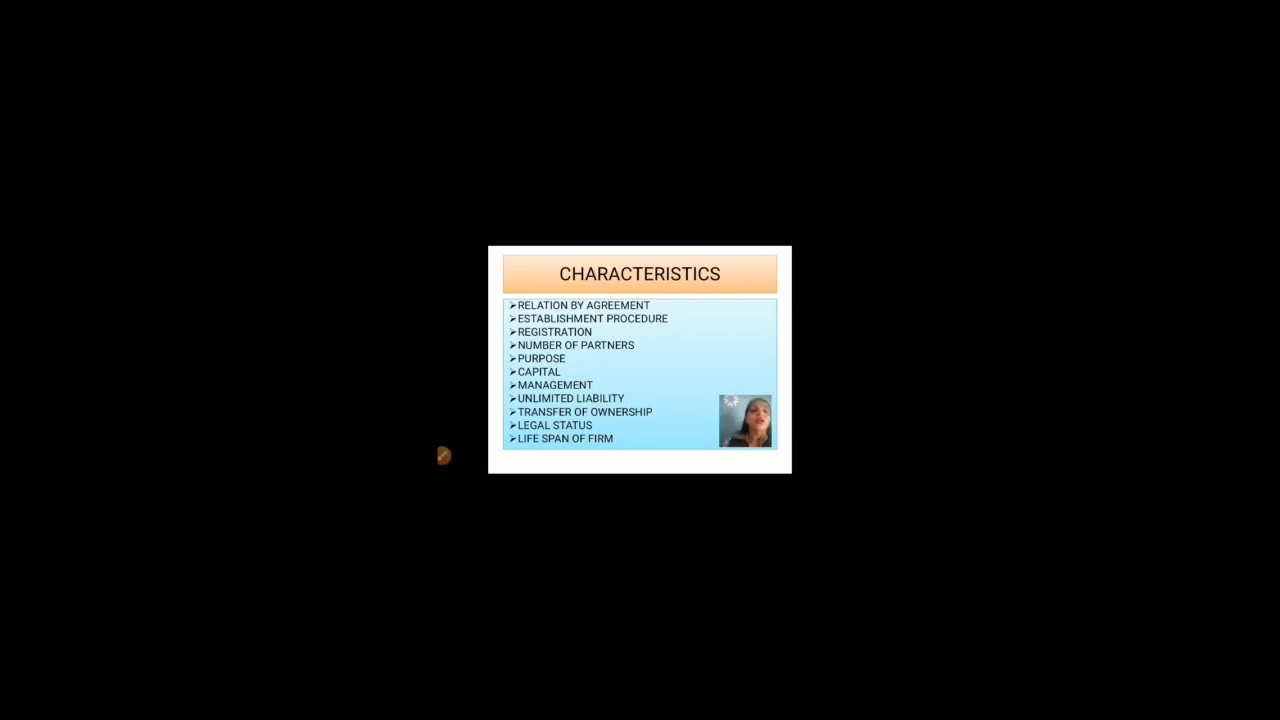 CHARACTERISTICS
➢RELATION BY AGREEMENT
➢ESTABLISHMENT PROCEDURE
➢REGISTRATION
➢NUMBER OF PARTNERS
➢PURPOSE
➢CAPITAL
➢MANAGEMENT
➢UNLIMITED LIABILITY
➢TRANSFER OF OWNERSHIP
➢LEGAL STATUS
➢LIFE SPAN OF FIRM